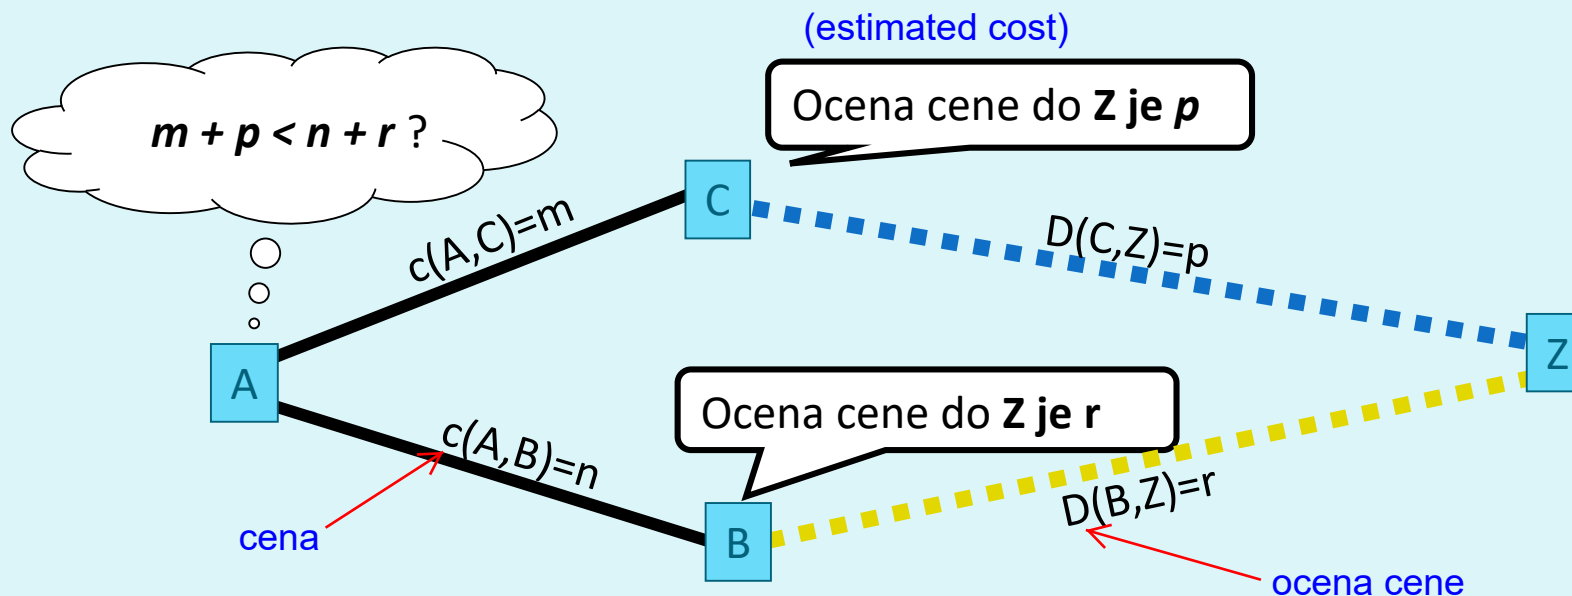 (estimated cost)
Ocena cene do Z je p
m + p < n + r ?
C
c(A,C)=m
D(C,Z)=p
Z
A
Ocena cene do Z je r
c(A,B)=n
D(B,Z)=r
cena
B
ocena cene